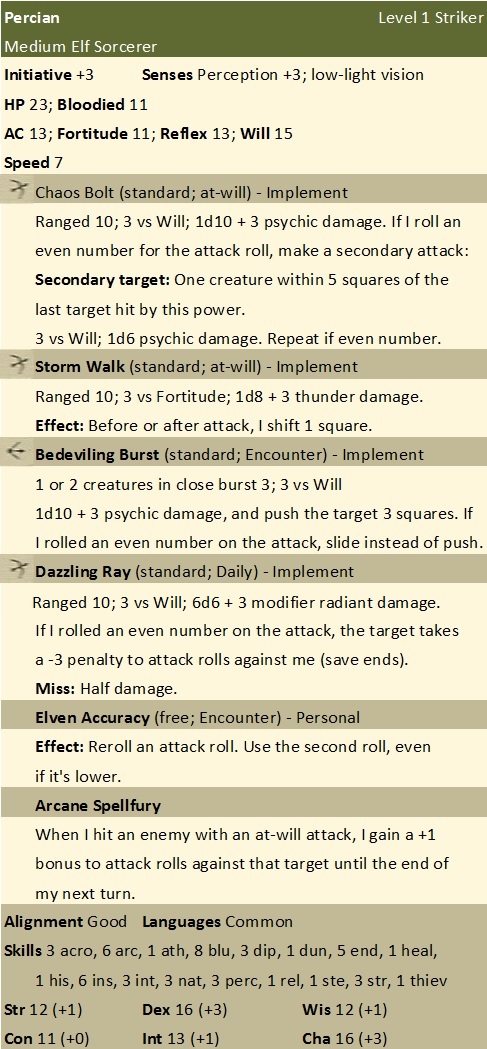 Percian Level 1 Striker
Medium Elf Sorcerer
Initiative +3 Senses Perception +3; low-light vision
HP 23; Bloodied 11
AC 13; Fortitude 11; Reflex 13; Will 15
Speed 7
Chaos Bolt (standard; at-will) - Implement
Ranged 10; 3 vs Will; 1d10 + 3 psychic damage. If I roll an
even number for the attack roll, make a secondary attack:
Secondary target: One creature within 5 squares of the
last target hit by this power.
3 vs Will; 1d6 psychic damage. Repeat if even number.
Storm Walk (standard; at-will) - Implement
Ranged 10; 3 vs Fortitude; 1d8 + 3 thunder damage.
Effect: Before or after attack, I shift 1 square.
Bedeviling Burst (standard; Encounter) - Implement
1 or 2 creatures in close burst 3; 3 vs Will
1d10 + 3 psychic damage, and push the target 3 squares. If
I rolled an even number on the attack, slide instead of push.
Dazzling Ray (standard; Daily) - Implement
Ranged 10; 3 vs Will; 6d6 + 3 modifier radiant damage.
If I rolled an even number on the attack, the target takes
a -3 penalty to attack rolls against me (save ends).
Miss: Half damage.
Elven Accuracy (free; Encounter) - Personal
Effect: Reroll an attack roll. Use the second roll, even
if it's lower.
Arcane Spellfury
When I hit an enemy with an at-will attack, I gain a +1
bonus to attack rolls against that target until the end of
my next turn.
Alignment Good Languages Common
Skills 3 acro, 6 arc, 1 ath, 8 blu, 3 dip, 1 dun, 5 end, 1 heal,
1 his, 6 ins, 3 int, 3 nat, 3 perc, 1 rel, 1 ste, 3 str, 1 thiev
Str 12 (+1) Dex 16 (+3) Wis 12 (+1)
Con 11 (+0) Int 13 (+1) Cha 16 (+3)